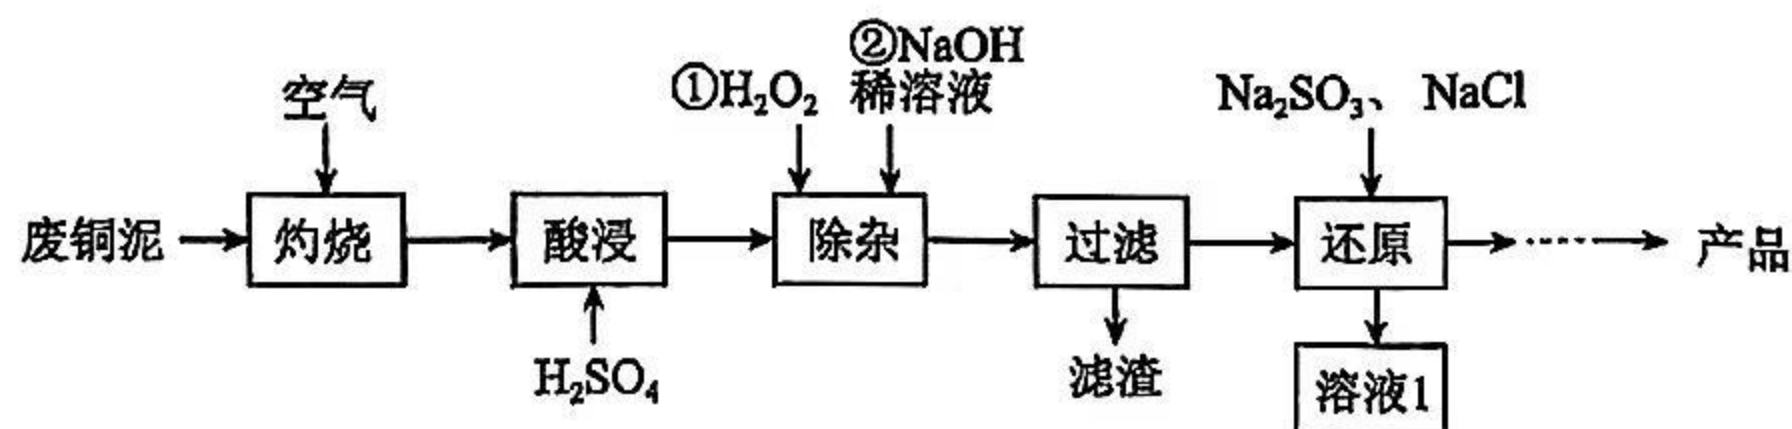 空气
①H₂O₂
②NaOH
稀溶液
Na₂SO₃、 NaCl
废铜泥
灼烧
酸浸
除杂
过滤
还原
产品
H₂SO₄
滤渣
溶液1